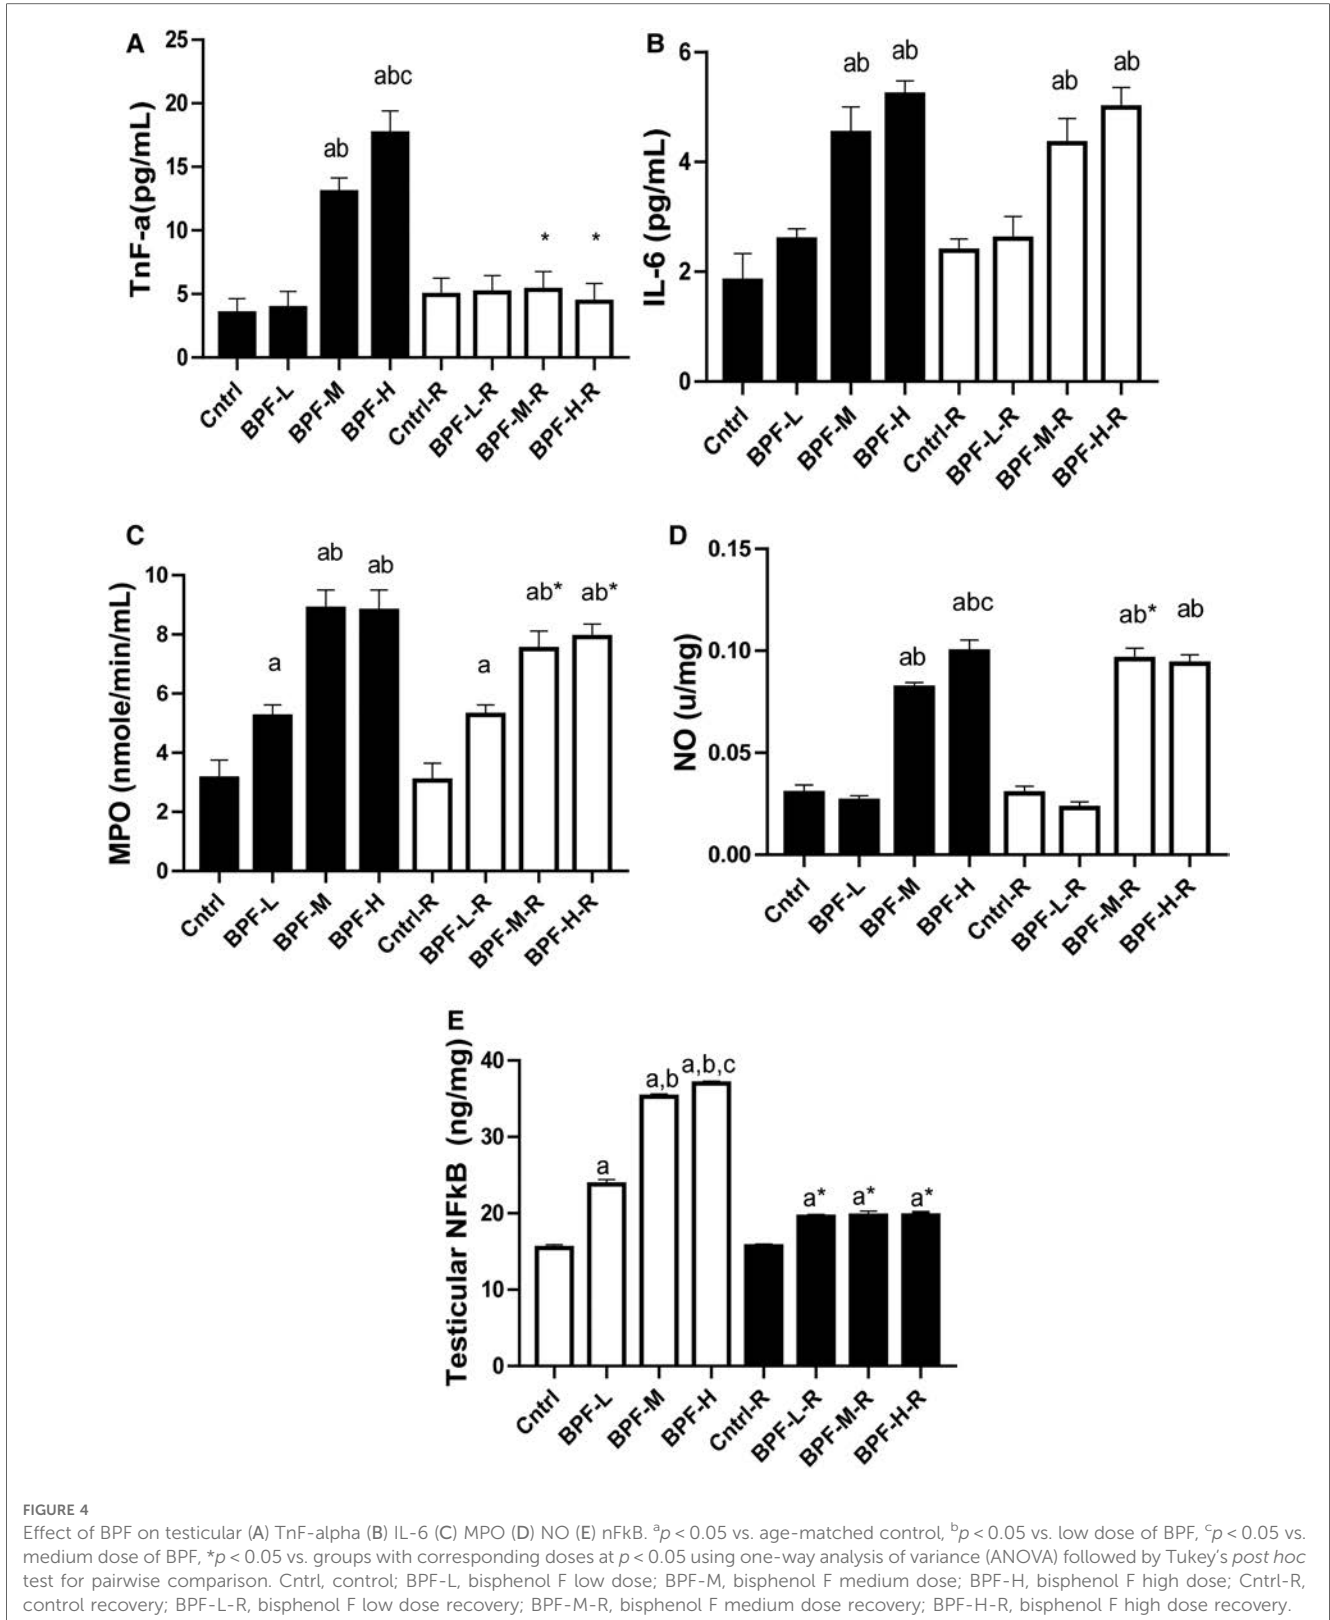 A
TnF-a(pg/mL)
25
20
15
10
5
0
ab
abc
*
*
Cntrl
BPF-L
BPF-M
BPF-H
Cntrl-R
BPF-L-R
BPF-M-R
BPF-H-R
B
IL-6 (pg/mL)
6
4
2
0
ab
ab
ab
ab
Cntrl
BPF-L
BPF-M
BPF-H
Cntrl-R
BPF-L-R
BPF-M-R
BPF-H-R
C
MPO (nmole/min/mL)
10
8
6
4
2
0
a
ab
ab
a
ab*
ab*
Cntrl
BPF-L
BPF-M
BPF-H
Cntrl-R
BPF-L-R
BPF-M-R
BPF-H-R
D
NO (u/mg)
0.15
0.10
0.05
0.00
ab
abc
ab*
ab
Cntrl
BPF-L
BPF-M
BPF-H
Cntrl-R
BPF-L-R
BPF-M-R
BPF-H-R
E
Testicular NFkB (ng/mg)
40
30
20
10
0
a
a,b
a,b,c
a*
a*
a*
Cntrl
BPF-L
BPF-M
BPF-H
Cntrl-R
BPF-L-R
BPF-M-R
BPF-H-R
FIGURE 4
Effect of BPF on testicular (A) TnF-alpha (B) IL-6 (C) MPO (D) NO (E) nFkB. ᵃp < 0.05 vs. age-matched control, ᵇp < 0.05 vs. low dose of BPF, ᶜp < 0.05 vs.
medium dose of BPF, *p < 0.05 vs. groups with corresponding doses at p < 0.05 using one-way analysis of variance (ANOVA) followed by Tukey's post hoc
test for pairwise comparison. Cntrl, control; BPF-L, bisphenol F low dose; BPF-M, bisphenol F medium dose; BPF-H, bisphenol F high dose; Cntrl-R,
control recovery; BPF-L-R, bisphenol F low dose recovery; BPF-M-R, bisphenol F medium dose recovery; BPF-H-R, bisphenol F high dose recovery.